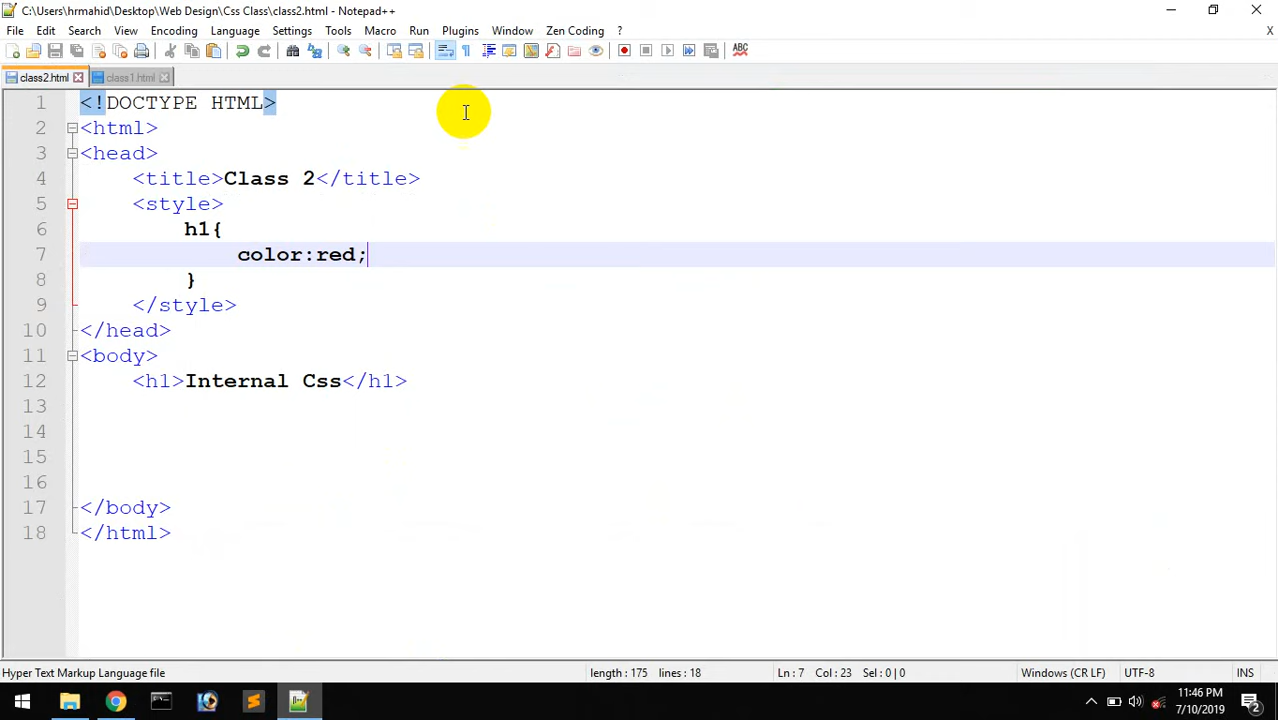 C:\Users\hrmahid\Desktop\Web Design\Css Class\class2.html - Notepad++
File Edit Search View Encoding Language Settings Tools Macro Run Plugins Window Zen Coding ? X
ABC
class2.html class1.html
1 <!DOCTYPE HTML>
2 <html>
3 <head>
4 <title>Class 2</title>
5 <style>
6 h1{
7 color:red;
8 }
9 </style>
10 </head>
11 <body>
12 <h1>Internal Css</h1>
13
14
15
16
17 </body>
18 </html>
Hyper Text Markup Language file length : 175 lines : 18 Ln : 7 Col : 23 Sel : 0 | 0 Windows (CR LF) UTF-8 INS
11:46 PM
7/10/2019
2